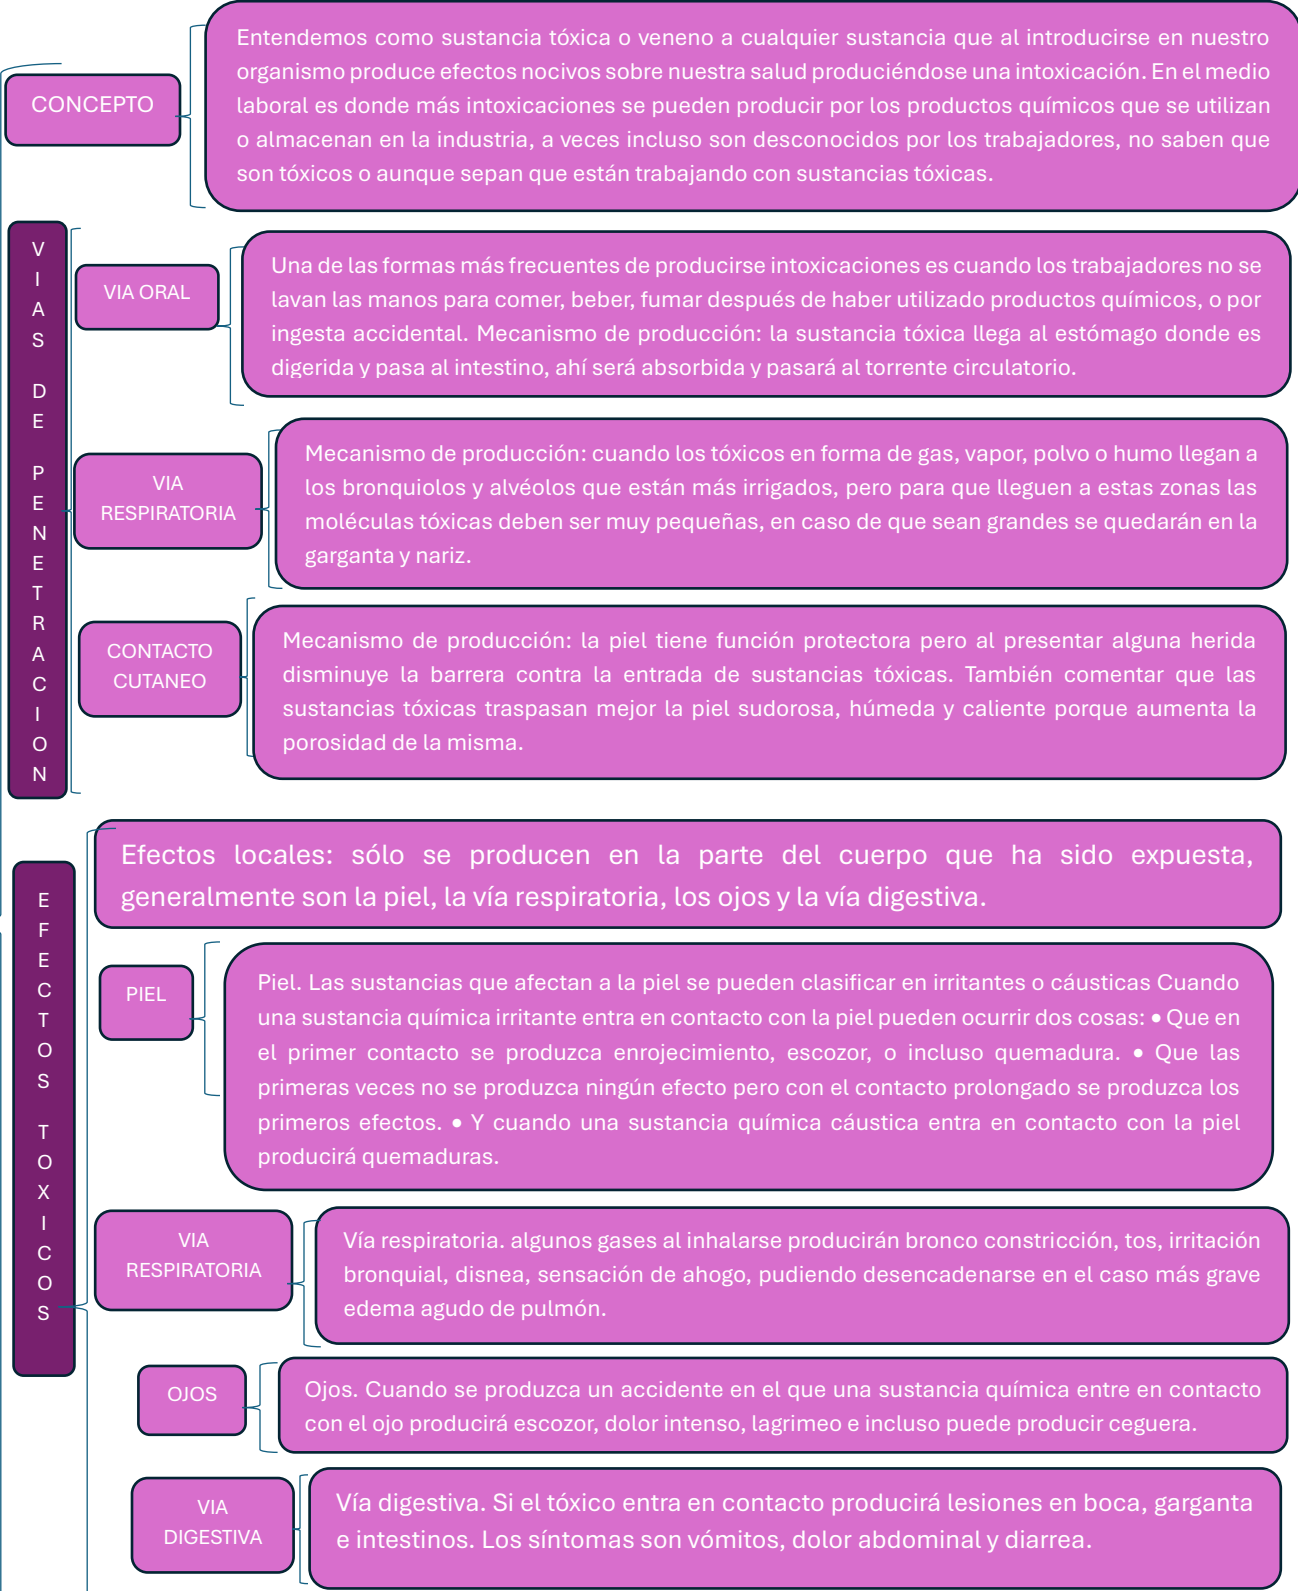 CONCEPTO
Entendemos como sustancia tóxica o veneno a cualquier sustancia que al introducirse en nuestro
organismo produce efectos nocivos sobre nuestra salud produciéndose una intoxicación. En el medio
laboral es donde más intoxicaciones se pueden producir por los productos químicos que se utilizan
o almacenan en la industria, a veces incluso son desconocidos por los trabajadores, no saben que
son tóxicos o aunque sepan que están trabajando con sustancias tóxicas.
VIAS DE PENETRACION
VIA ORAL
Una de las formas más frecuentes de producirse intoxicaciones es cuando los trabajadores no se
lavan las manos para comer, beber, fumar después de haber utilizado productos químicos, o por
ingesta accidental. Mecanismo de producción: la sustancia tóxica llega al estómago donde es
digerida y pasa al intestino, ahí será absorbida y pasará al torrente circulatorio.
VIA
RESPIRATORIA
Mecanismo de producción: cuando los tóxicos en forma de gas, vapor, polvo o humo llegan a
los bronquiolos y alvéolos que están más irrigados, pero para que lleguen a estas zonas las
moléculas tóxicas deben ser muy pequeñas, en caso de que sean grandes se quedarán en la
garganta y nariz.
CONTACTO
CUTANEO
Mecanismo de producción: la piel tiene función protectora pero al presentar alguna herida
disminuye la barrera contra la entrada de sustancias tóxicas. También comentar que las
sustancias tóxicas traspasan mejor la piel sudorosa, húmeda y caliente porque aumenta la
porosidad de la misma.
EFECTOS TOXICOS
Efectos locales: sólo se producen en la parte del cuerpo que ha sido expuesta,
generalmente son la piel, la vía respiratoria, los ojos y la vía digestiva.
PIEL
Piel. Las sustancias que afectan a la piel se pueden clasificar en irritantes o cáusticas Cuando
una sustancia química irritante entra en contacto con la piel pueden ocurrir dos cosas: • Que en
el primer contacto se produzca enrojecimiento, escozor, o incluso quemadura. • Que las
primeras veces no se produzca ningún efecto pero con el contacto prolongado se produzca los
primeros efectos. • Y cuando una sustancia química cáustica entra en contacto con la piel
producirá quemaduras.
VIA
RESPIRATORIA
Vía respiratoria. algunos gases al inhalarse producirán bronco constricción, tos, irritación
bronquial, disnea, sensación de ahogo, pudiendo desencadenarse en el caso más grave
edema agudo de pulmón.
OJOS
Ojos. Cuando se produzca un accidente en el que una sustancia química entre en contacto
con el ojo producirá escozor, dolor intenso, lagrimeo e incluso puede producir ceguera.
VIA
DIGESTIVA
Vía digestiva. Si el tóxico entra en contacto producirá lesiones en boca, garganta
e intestinos. Los síntomas son vómitos, dolor abdominal y diarrea.